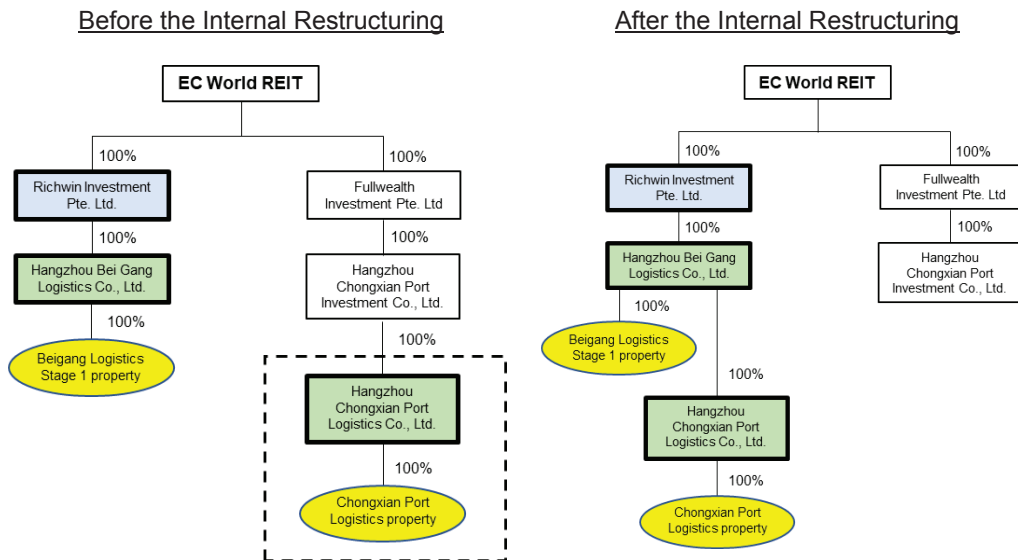 Before the Internal Restructuring
EC World REIT
100%
100%
Richwin Investment
Pte. Ltd.
Fullwealth
Investment Pte. Ltd
100%
100%
Hangzhou Bei Gang
Logistics Co., Ltd.
Hangzhou
Chongxian Port
Investment Co., Ltd.
100%
100%
Beigang Logistics
Stage 1 property
Hangzhou
Chongxian Port
Logistics Co., Ltd.
100%
Chongxian Port
Logistics property
After the Internal Restructuring
EC World REIT
100%
100%
Richwin Investment
Pte. Ltd.
Fullwealth
Investment Pte. Ltd
100%
100%
Hangzhou Bei Gang
Logistics Co., Ltd.
Hangzhou
Chongxian Port
Investment Co., Ltd.
100%
Beigang Logistics
Stage 1 property
100%
Hangzhou
Chongxian Port
Logistics Co., Ltd.
100%
Chongxian Port
Logistics property